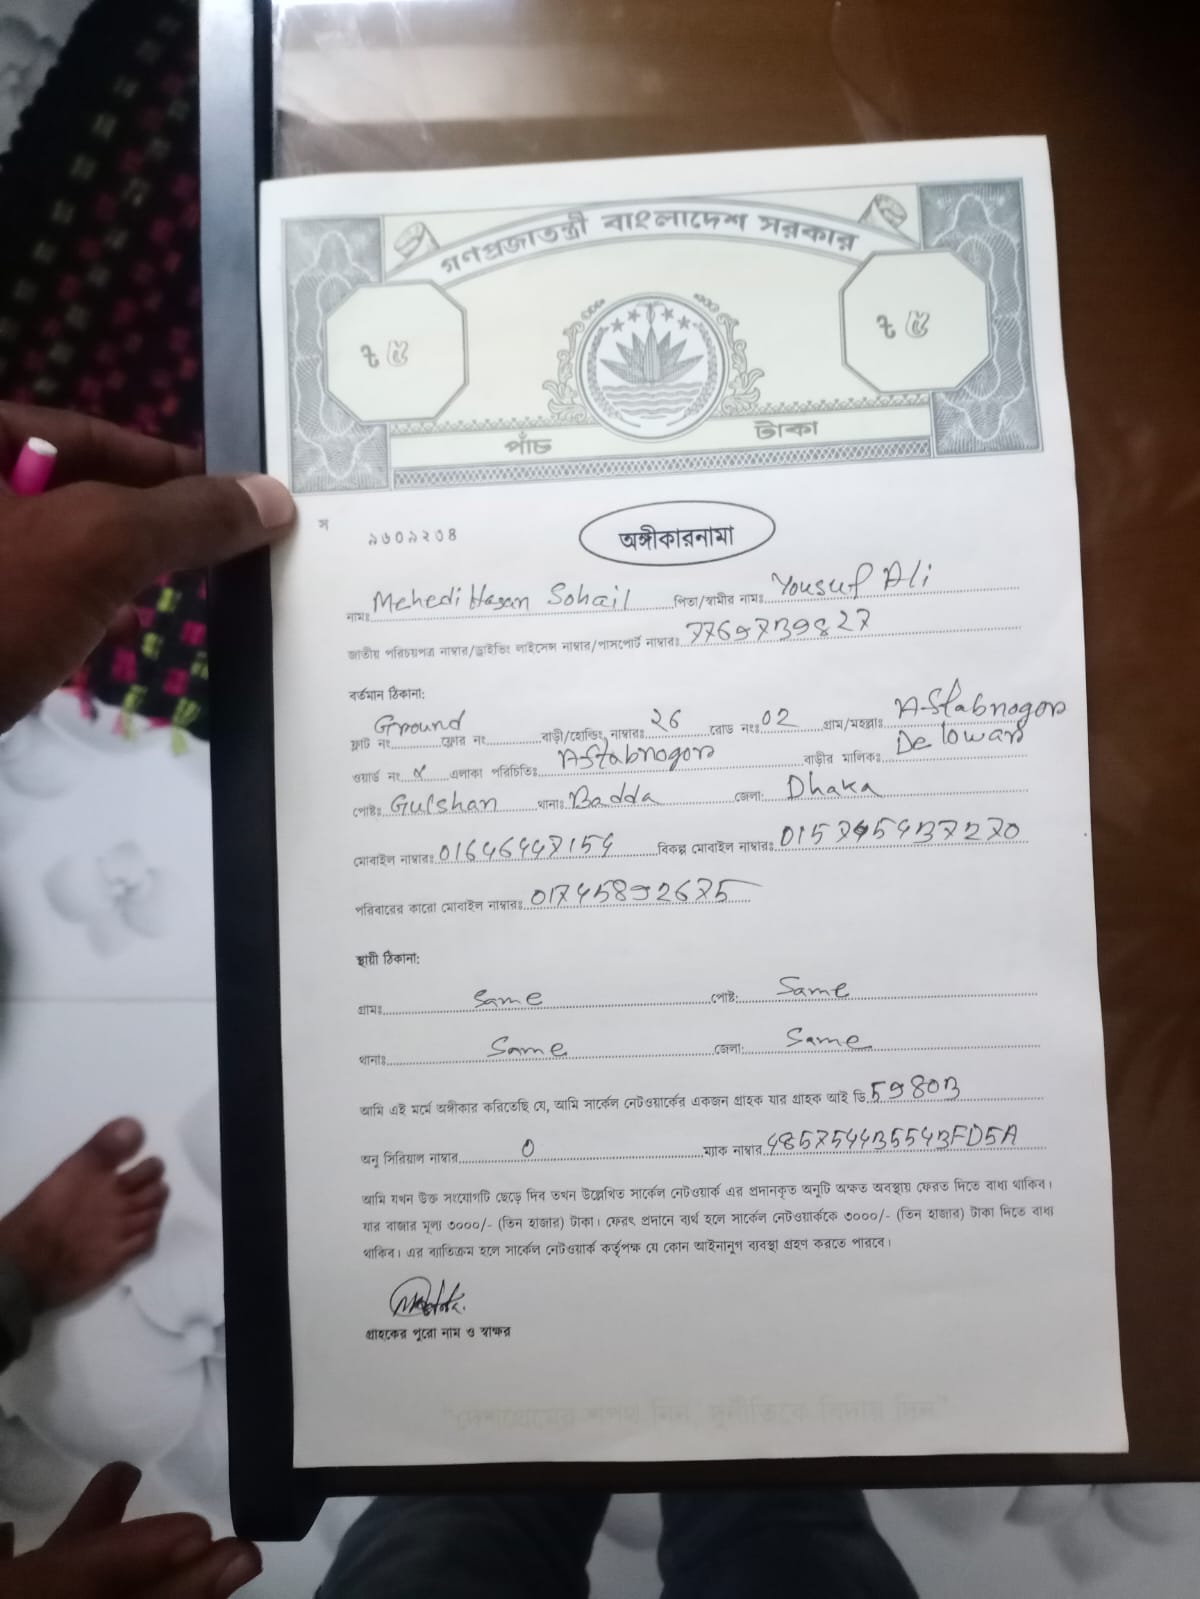 গণপ্রজাতন্ত্রী বাংলাদেশ সরকার
৳ ৫
৳ ৫
পাঁচ টাকা
স ৯৬০৯২৩৪
অঙ্গীকারনামা
নামঃ Mehedi Hasan Sohail পিতা/স্বামীর নামঃ Yousuf Ali
জাতীয় পরিচয়পত্র নাম্বার/ড্রাইভিং লাইসেন্স নাম্বার/পাসপোর্ট নাম্বারঃ
বর্তমান ঠিকানা:
ফ্লাট নং Ground ফ্লোর নং বাড়ী/হোল্ডিং নাম্বারঃ ২6 রোড নংঃ 02 গ্রাম/মহল্লাঃ Aftabnogor
ওয়ার্ড নং এলাকা পরিচিতিঃ Aftabnogor বাড়ীর মালিকঃ Delowar
পোষ্টঃ Gulshan থানাঃ Badda জেলা: Dhaka
মোবাইল নাম্বারঃ বিকল্প মোবাইল নাম্বারঃ
পরিবারের কারো মোবাইল নাম্বারঃ
স্থায়ী ঠিকানা:
গ্রামঃ Same পোষ্ট: Same
থানাঃ Same জেলা: Same
আমি এই মর্মে অঙ্গীকার করিতেছি যে, আমি সার্কেল নেটওয়ার্কের একজন গ্রাহক যার গ্রাহক আই ডি.
অনু সিরিয়াল নাম্বার 0 ম্যাক নাম্বার
আমি যখন উক্ত সংযোগটি ছেড়ে দিব তখন উল্লেখিত সার্কেল নেটওয়ার্ক এর প্রদানকৃত অনুটি অক্ষত অবস্থায় ফেরত দিতে বাধ্য থাকিব।
যার বাজার মূল্য ৩০০০/- (তিন হাজার) টাকা। ফেরৎ প্রদানে ব্যর্থ হলে সার্কেল নেটওয়ার্ককে ৩০০০/- (তিন হাজার) টাকা দিতে বাধ্য
থাকিব। এর ব্যতিক্রম হলে সার্কেল নেটওয়ার্ক কর্তৃপক্ষ যে কোন আইনানুগ ব্যবস্থা গ্রহণ করতে পারবে।
গ্রাহকের পুরো নাম ও স্বাক্ষর
"দেশপ্রেমের শপথ নিন, দুর্নীতিকে বিদায় দিন"